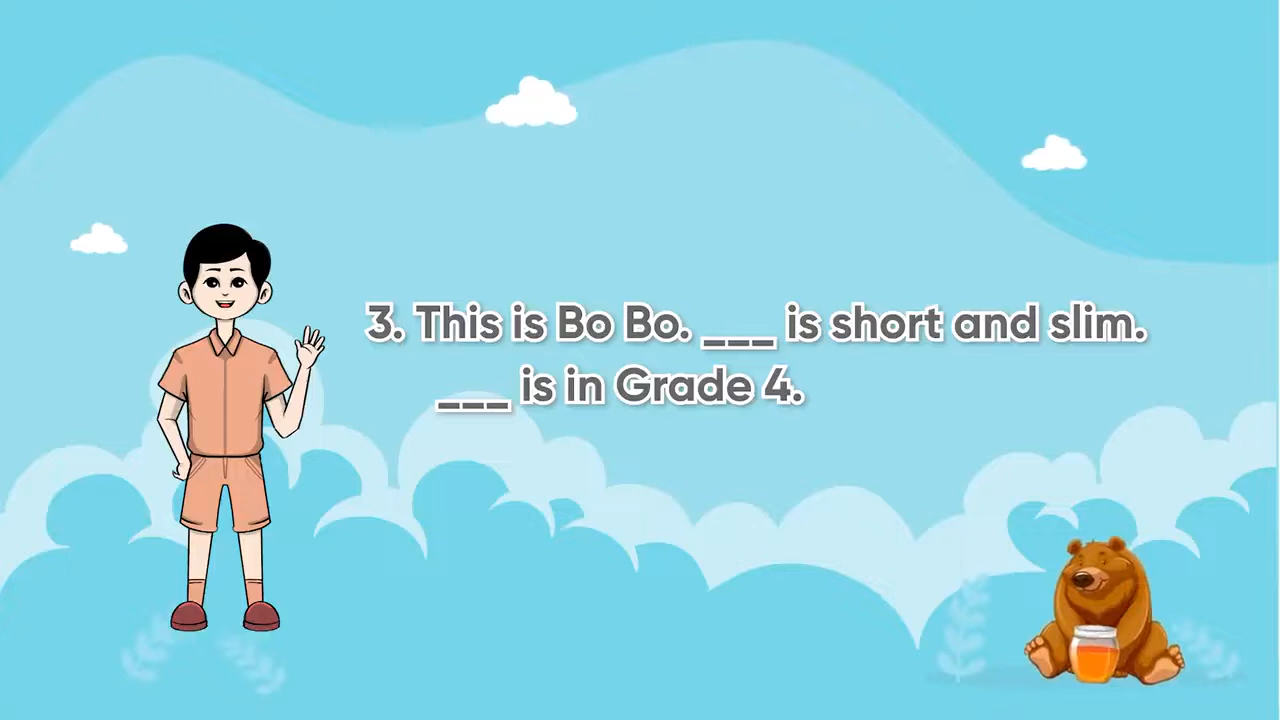 3. This is Bo Bo. ___ is short and slim.
___ is in Grade 4.